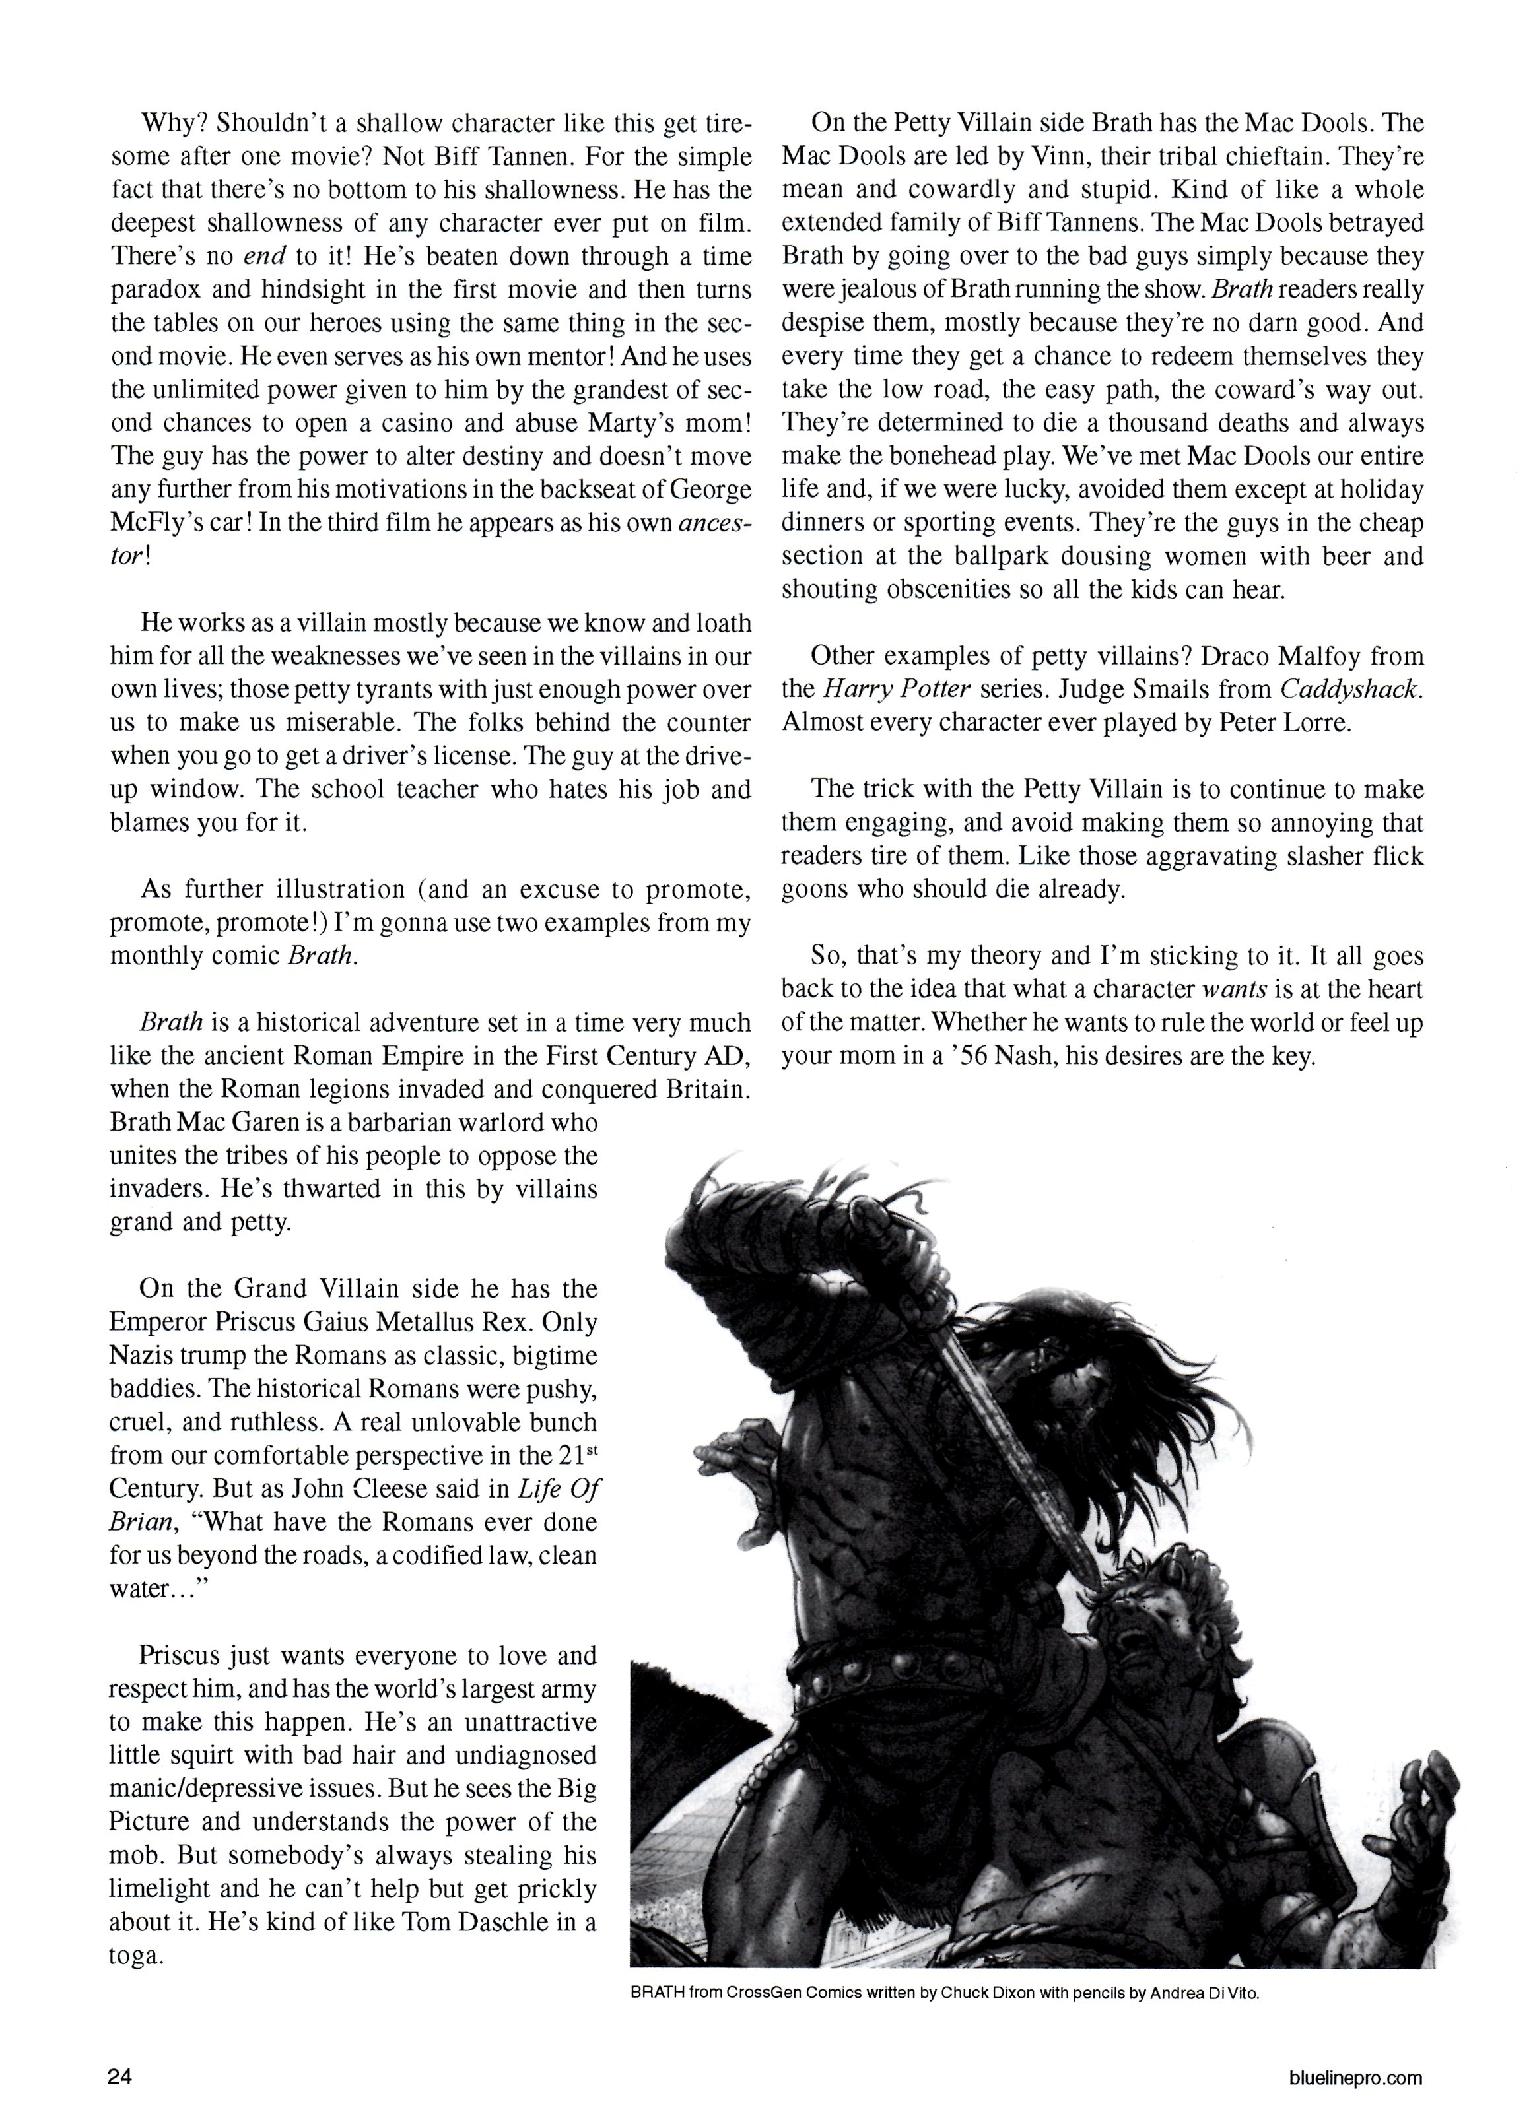 Why? Shouldn't a shallow character like this get tire-
some after one movie? Not Biff Tannen. For the simple
fact that there's no bottom to his shallowness. He has the
deepest shallowness of any character ever put on film.
There's no end to it! He's beaten down through a time
paradox and hindsight in the first movie and then turns
the tables on our heroes using the same thing in the sec-
ond movie. He even serves as his own mentor! And he uses
the unlimited power given to him by the grandest of sec-
ond chances to open a casino and abuse Marty's mom!
The guy has the power to alter destiny and doesn't move
any further from his motivations in the backseat of George
McFly's car! In the third film he appears as his own ances-
tor!
He works as a villain mostly because we know and loath
him for all the weaknesses we've seen in the villains in our
own lives; those petty tyrants with just enough power over
us to make us miserable. The folks behind the counter
when you go to get a driver's license. The guy at the drive-
up window. The school teacher who hates his job and
blames you for it.
As further illustration (and an excuse to promote,
promote, promote!) I'm gonna use two examples from my
monthly comic Brath.
Brath is a historical adventure set in a time very much
like the ancient Roman Empire in the First Century AD,
when the Roman legions invaded and conquered Britain.
Brath Mac Garen is a barbarian warlord who
unites the tribes of his people to oppose the
invaders. He's thwarted in this by villains
grand and petty.
On the Grand Villain side he has the
Emperor Priscus Gaius Metallus Rex. Only
Nazis trump the Romans as classic, bigtime
baddies. The historical Romans were pushy,
cruel, and ruthless. A real unlovable bunch
from our comfortable perspective in the 21st
Century. But as John Cleese said in Life Of
Brian, “What have the Romans ever done
for us beyond the roads, a codified law, clean
water…”
Priscus just wants everyone to love and
respect him, and has the world's largest army
to make this happen. He's an unattractive
little squirt with bad hair and undiagnosed
manic/depressive issues. But he sees the Big
Picture and understands the power of the
mob. But somebody's always stealing his
limelight and he can't help but get prickly
about it. He's kind of like Tom Daschle in a
toga.
On the Petty Villain side Brath has the Mac Dools. The
Mac Dools are led by Vinn, their tribal chieftain. They're
mean and cowardly and stupid. Kind of like a whole
extended family of Biff Tannens. The Mac Dools betrayed
Brath by going over to the bad guys simply because they
were jealous of Brath running the show. Brath readers really
despise them, mostly because they're no darn good. And
every time they get a chance to redeem themselves they
take the low road, the easy path, the coward's way out.
They're determined to die a thousand deaths and always
make the bonehead play. We've met Mac Dools our entire
life and, if we were lucky, avoided them except at holiday
dinners or sporting events. They're the guys in the cheap
section at the ballpark dousing women with beer and
shouting obscenities so all the kids can hear.
Other examples of petty villains? Draco Malfoy from
the Harry Potter series. Judge Smails from Caddyshack.
Almost every character ever played by Peter Lorre.
The trick with the Petty Villain is to continue to make
them engaging, and avoid making them so annoying that
readers tire of them. Like those aggravating slasher flick
goons who should die already.
So, that's my theory and I'm sticking to it. It all goes
back to the idea that what a character wants is at the heart
of the matter. Whether he wants to rule the world or feel up
your mom in a '56 Nash, his desires are the key.
BRATH from CrossGen Comics written by Chuck Dixon with pencils by Andrea Di Vito.
24
bluelinepro.com